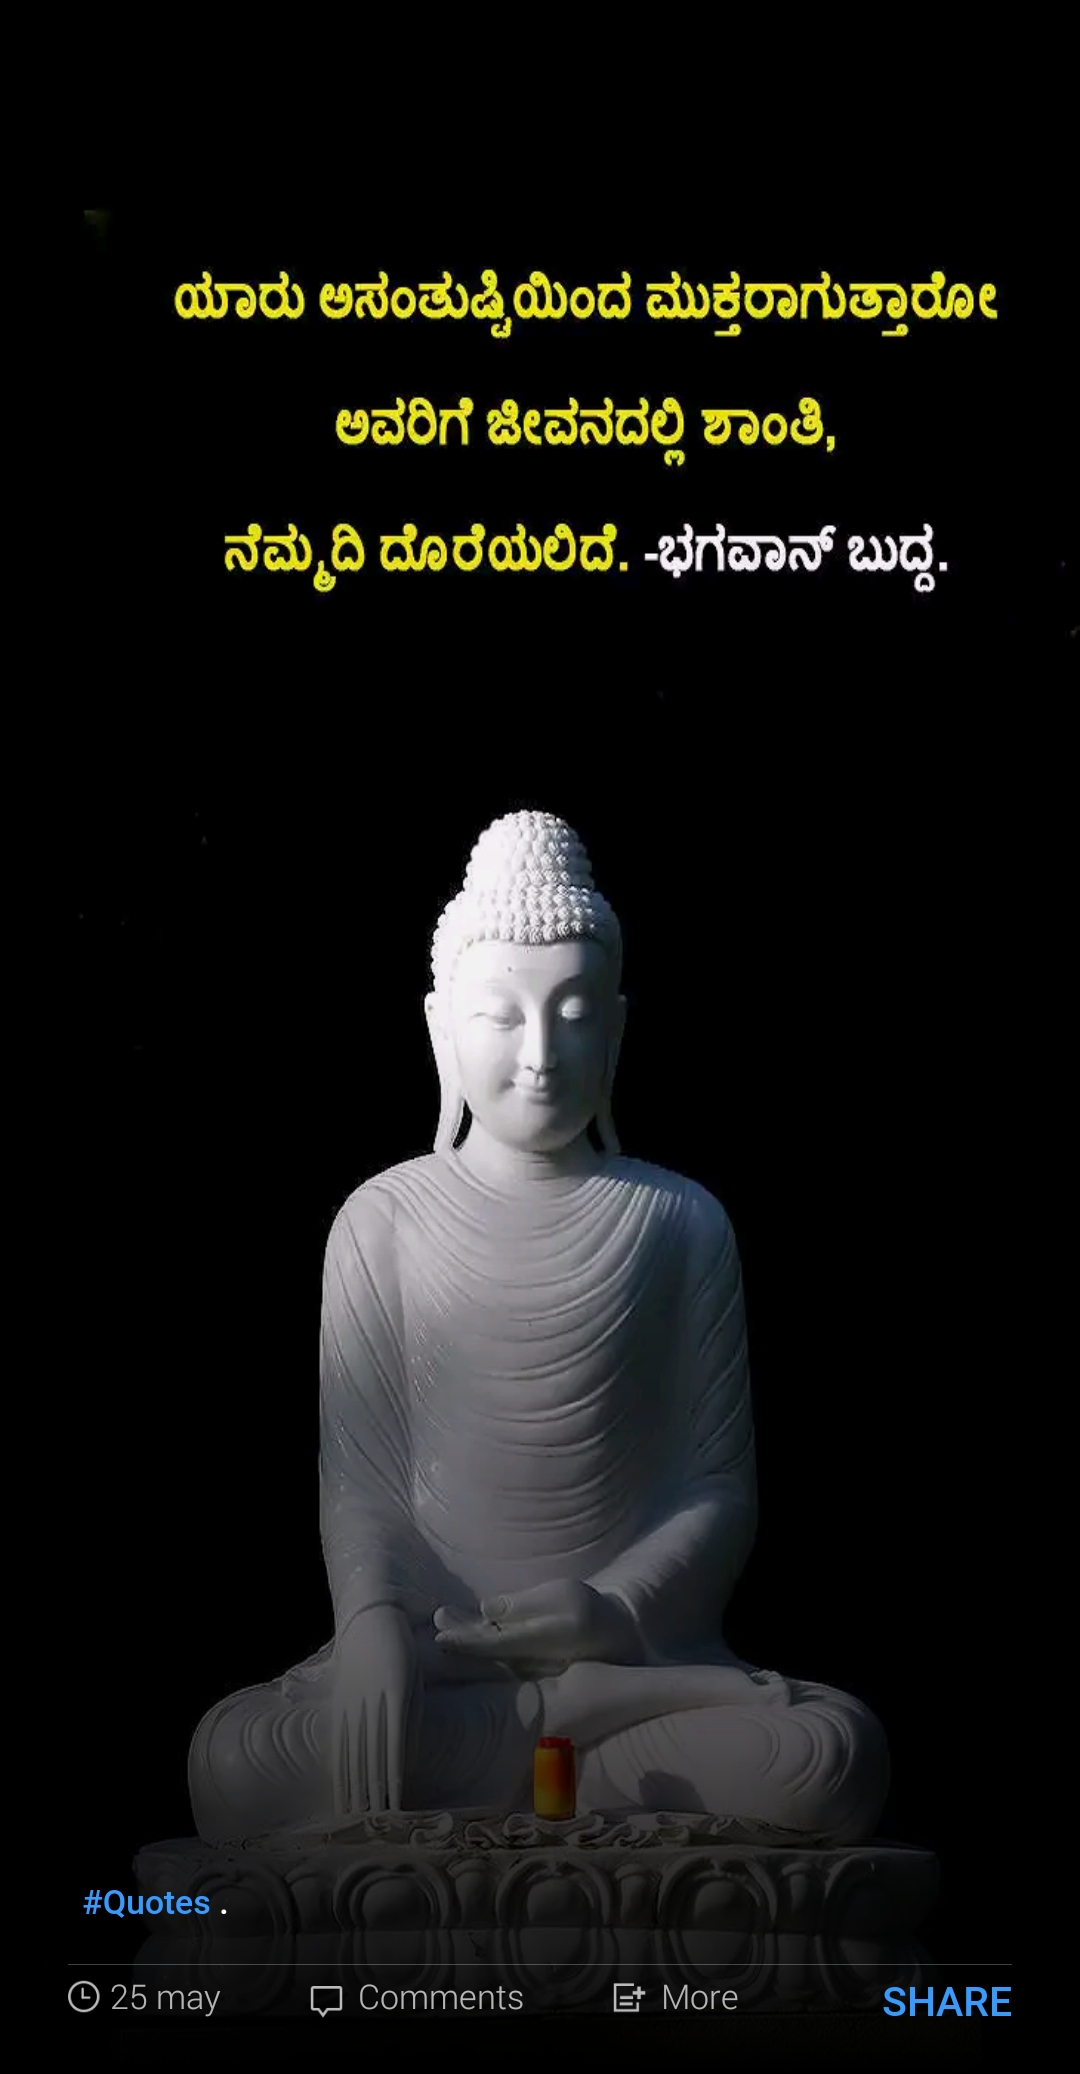 ಯಾರು ಅಸಂತುಷ್ಟಿಯಿಂದ ಮುಕ್ತರಾಗುತ್ತಾರೋ
ಅವರಿಗೆ ಜೀವನದಲ್ಲಿ ಶಾಂತಿ,
ನೆಮ್ಮದಿ ದೊರೆಯಲಿದೆ. -ಭಗವಾನ್ ಬುದ್ದ.
#Quotes .
25 may Comments More SHARE